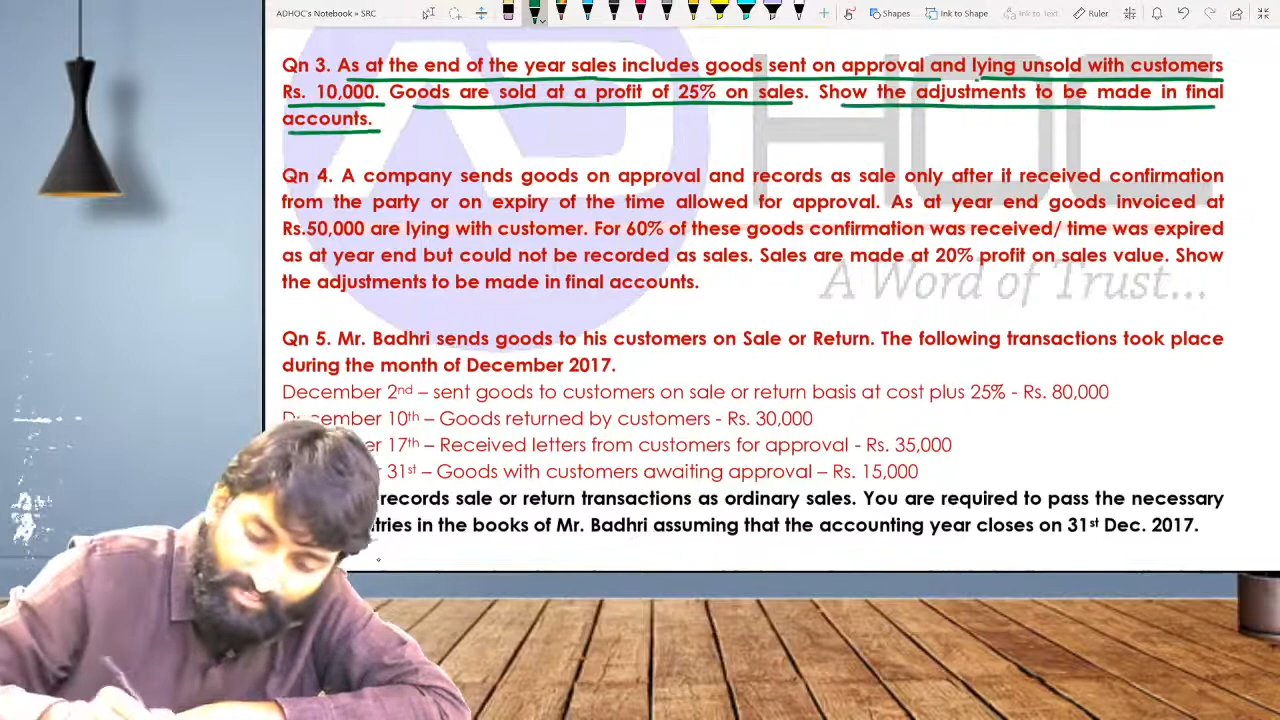 ADHOC's Notebook » SRC
Shapes
Ink to Shape
Ink to Text
Ruler
Qn 3. As at the end of the year sales includes goods sent on approval and lying unsold with customers
Rs. 10,000. Goods are sold at a profit of 25% on sales. Show the adjustments to be made in final
accounts.
Qn 4. A company sends goods on approval and records as sale only after it received confirmation
from the party or on expiry of the time allowed for approval. As at year end goods invoiced at
Rs.50,000 are lying with customer. For 60% of these goods confirmation was received/ time was expired
as at year end but could not be recorded as sales. Sales are made at 20% profit on sales value. Show
the adjustments to be made in final accounts.
Qn 5. Mr. Badhri sends goods to his customers on Sale or Return. The following transactions took place
during the month of December 2017.
December 2nd – sent goods to customers on sale or return basis at cost plus 25% - Rs. 80,000
December 10th – Goods returned by customers - Rs. 30,000
17th – Received letters from customers for approval - Rs. 35,000
31st – Goods with customers awaiting approval – Rs. 15,000
records sale or return transactions as ordinary sales. You are required to pass the necessary
in the books of Mr. Badhri assuming that the accounting year closes on 31st Dec. 2017.
ADHOC
A Word of Trust...